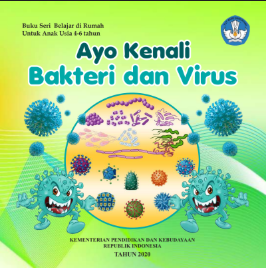 Buku Seri Belajar di Rumah
Untuk Anak Usia 4-6 tahun
Ayo Kenali
Bakteri dan Virus
KEMENTERIAN PENDIDIKAN DAN KEBUDAYAAN
REPUBLIK INDONESIA
TAHUN 2020